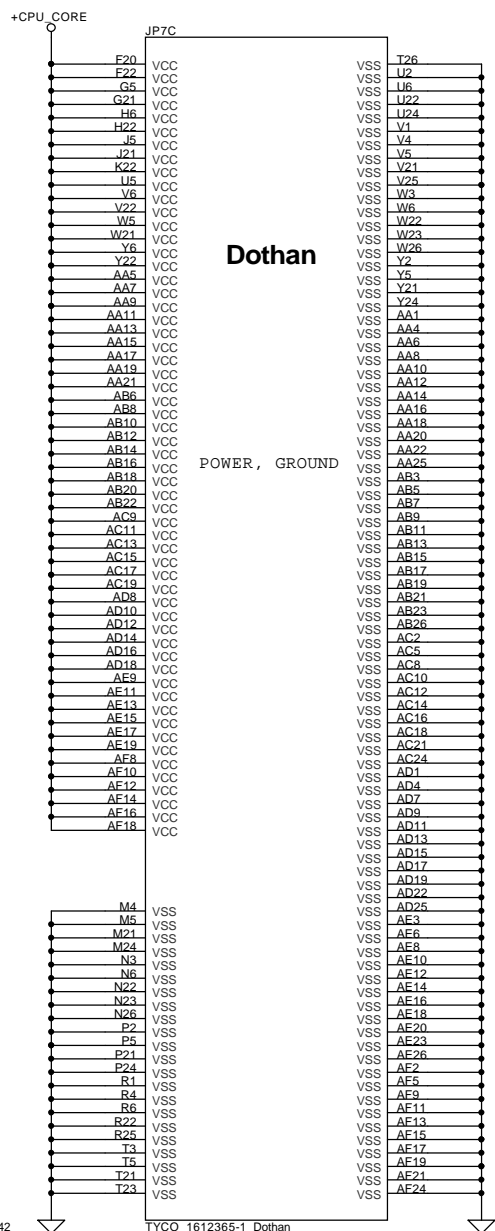 +CPU_CORE
JP7C
F20 VCC VSS T26
F22 VCC VSS U2
G5 VCC VSS U6
G21 VCC VSS U22
H6 VCC VSS U24
H22 VCC VSS V1
J5 VCC VSS V4
J21 VCC VSS V5
K22 VCC VSS V21
U5 VCC VSS V25
V6 VCC VSS W3
V22 VCC VSS W6
W5 VCC VSS W22
W21 VCC VSS W23
Y6 VCC VSS W26
Y22 VCC VSS Y2
Dothan
AA5 VCC VSS Y5
AA7 VCC VSS Y21
AA9 VCC VSS Y24
AA11 VCC VSS AA1
AA13 VCC VSS AA4
AA15 VCC VSS AA6
AA17 VCC VSS AA8
AA19 VCC VSS AA10
AA21 VCC VSS AA12
AB6 VCC VSS AA14
AB8 VCC VSS AA16
AB10 VCC VSS AA18
AB12 VCC VSS AA20
AB14 VCC VSS AA22
AB16 VCC POWER, GROUND VSS AA25
AB18 VCC VSS AB3
AB20 VCC VSS AB5
AB22 VCC VSS AB7
AC9 VCC VSS AB9
AC11 VCC VSS AB11
AC13 VCC VSS AB13
AC15 VCC VSS AB15
AC17 VCC VSS AB17
AC19 VCC VSS AB19
AD8 VCC VSS AB21
AD10 VCC VSS AB23
AD12 VCC VSS AB26
AD14 VCC VSS AC2
AD16 VCC VSS AC5
AD18 VCC VSS AC8
AE9 VCC VSS AC10
AE11 VCC VSS AC12
AE13 VCC VSS AC14
AE15 VCC VSS AC16
AE17 VCC VSS AC18
AE19 VCC VSS AC21
AF8 VCC VSS AC24
AF10 VCC VSS AD1
AF12 VCC VSS AD4
AF14 VCC VSS AD7
AF16 VCC VSS AD9
AF18 VCC VSS AD11
VSS AD13
VSS AD15
VSS AD17
VSS AD19
VSS AD22
M4 VSS VSS AD25
M5 VSS VSS AE3
M21 VSS VSS AE6
M24 VSS VSS AE8
N3 VSS VSS AE10
N6 VSS VSS AE12
N22 VSS VSS AE14
N23 VSS VSS AE16
N26 VSS VSS AE18
P2 VSS VSS AE20
P5 VSS VSS AE23
P21 VSS VSS AE26
P24 VSS VSS AF2
R1 VSS VSS AF5
R4 VSS VSS AF9
R6 VSS VSS AF11
R22 VSS VSS AF13
R25 VSS VSS AF15
T3 VSS VSS AF17
T5 VSS VSS AF19
T21 VSS VSS AF21
T23 VSS VSS AF24
42
TYCO_1612365-1_Dothan